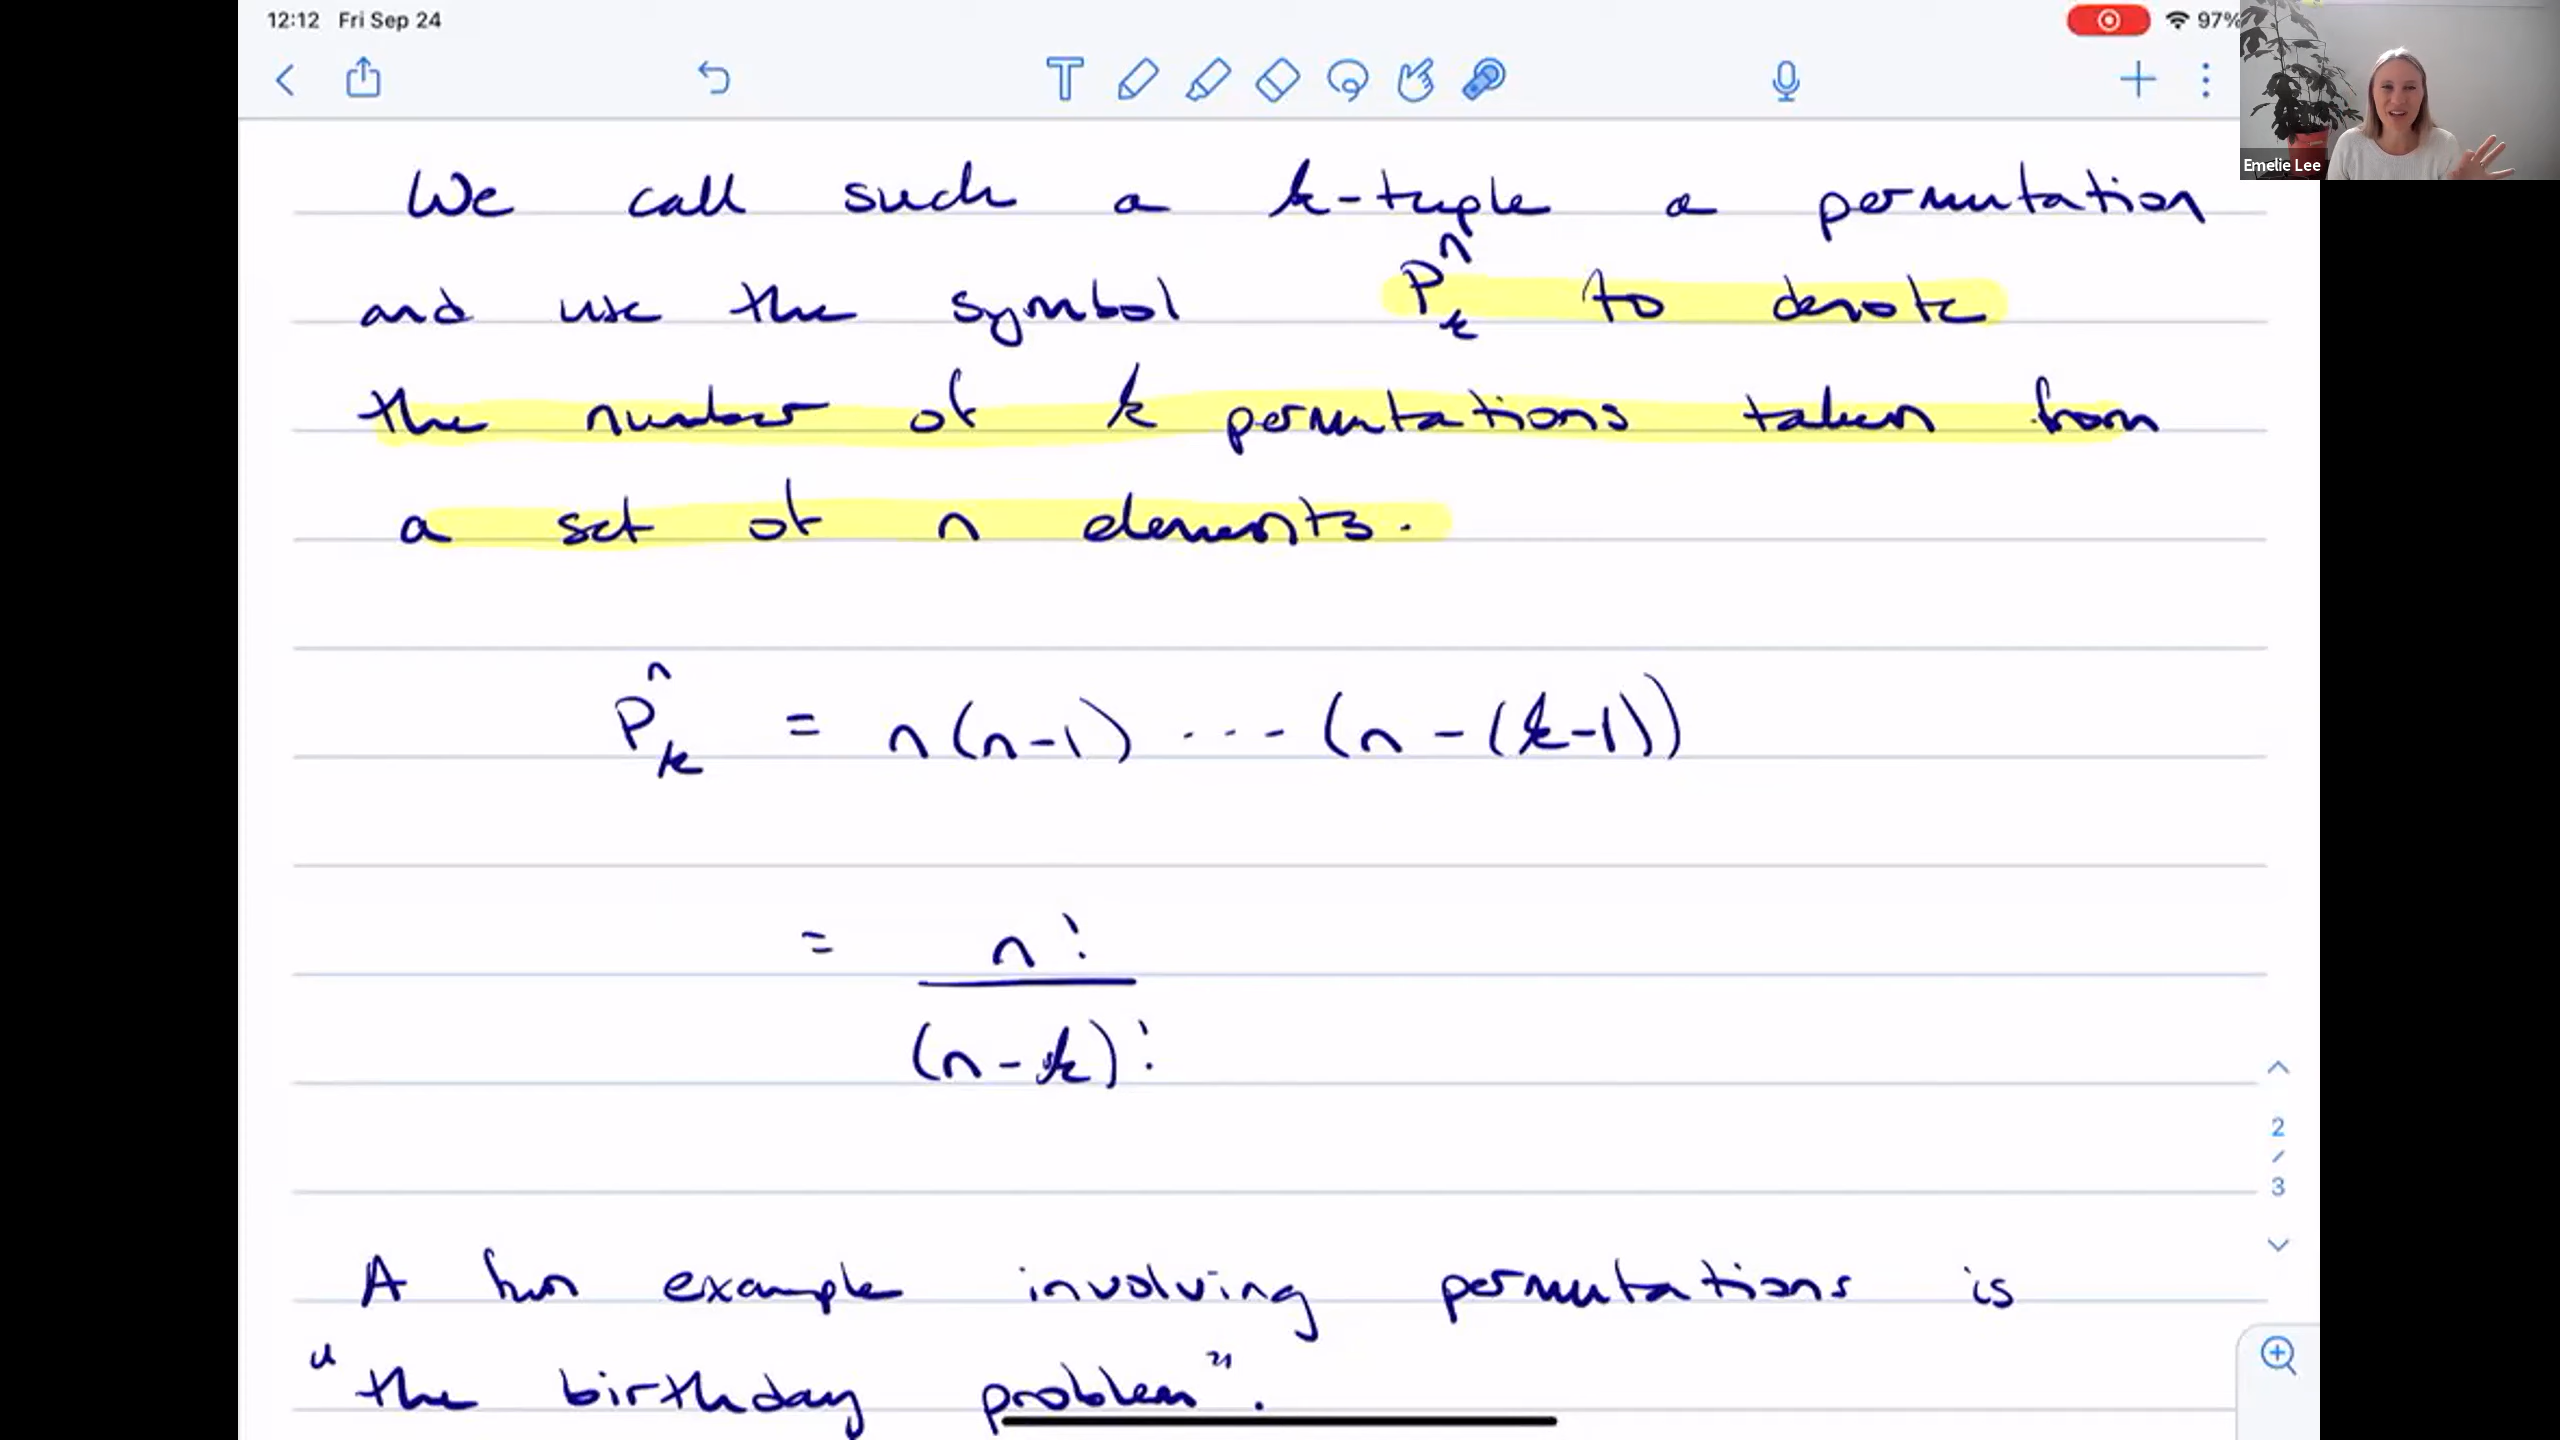 12:12 Fri Sep 24
97%
Emelie Lee
We call such a k-tuple a permutation
and use the symbol P^n_k to denote
the number of k permutations taken from
a set of n elements.
P^n_k = n(n-1) --- (n-(k-1))
= n!
(n-k)!
2
/
3
A fun example involving permutations is
"the birthday problem".